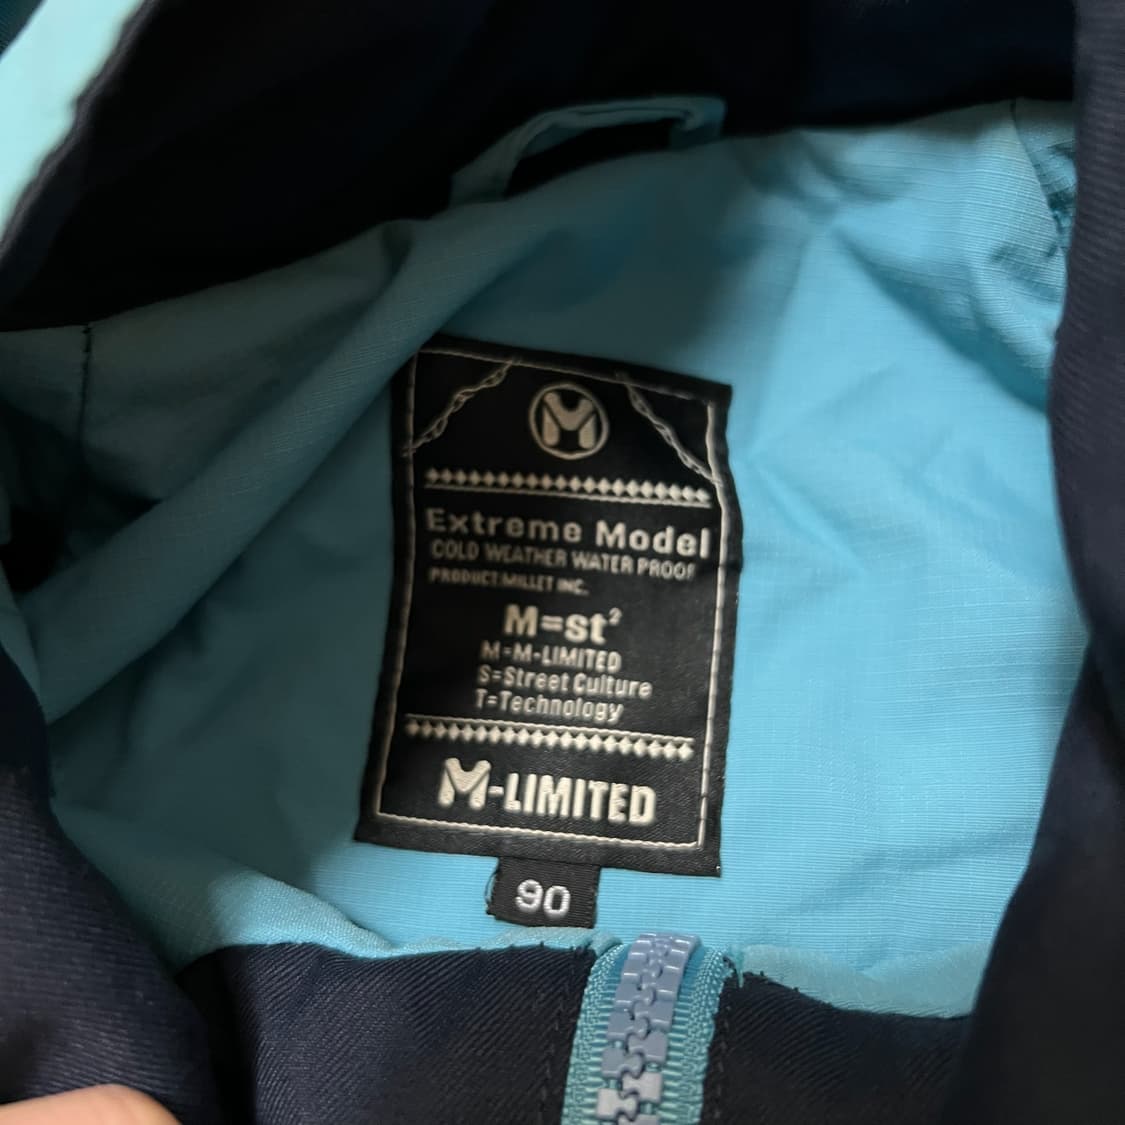 M
Extreme Model
COLD WEATHER WATER PROOF
PRODUCT:MILLET INC.
M=st²
M=M-LIMITED
S=Street Culture
T=Technology
M-LIMITED
90